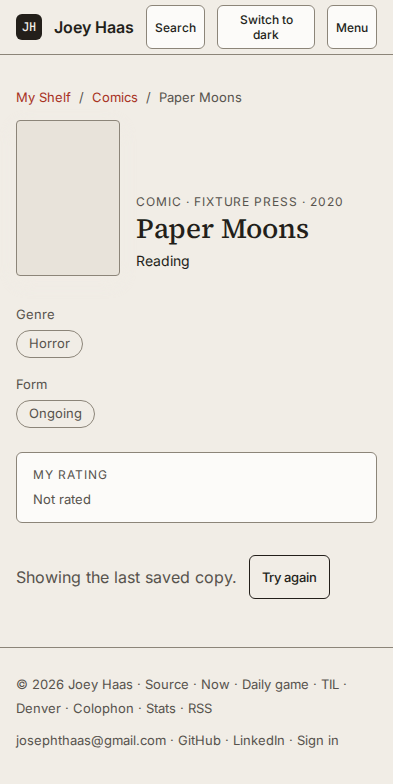 JH Joey Haas Search Switch to dark Menu
My Shelf / Comics / Paper Moons
COMIC · FIXTURE PRESS · 2020
Paper Moons
Reading
Genre
Horror
Form
Ongoing
MY RATING
Not rated
Showing the last saved copy. Try again
© 2026 Joey Haas · Source · Now · Daily game · TIL ·
Denver · Colophon · Stats · RSS
josephthaas@gmail.com · GitHub · LinkedIn · Sign in